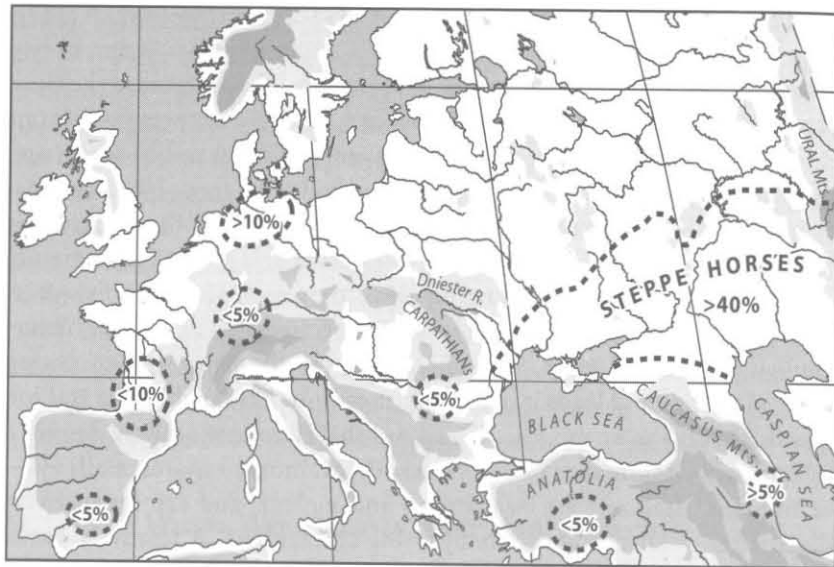 URAL Mts.
>10%
STEPPE HORSES
>40%
Dniester R.
CARPATHIANS
<5%
<10%
<5%
BLACK SEA
CAUCASUS Mts.
CASPIAN SEA
ANATOLIA
>5%
<5%
<5%